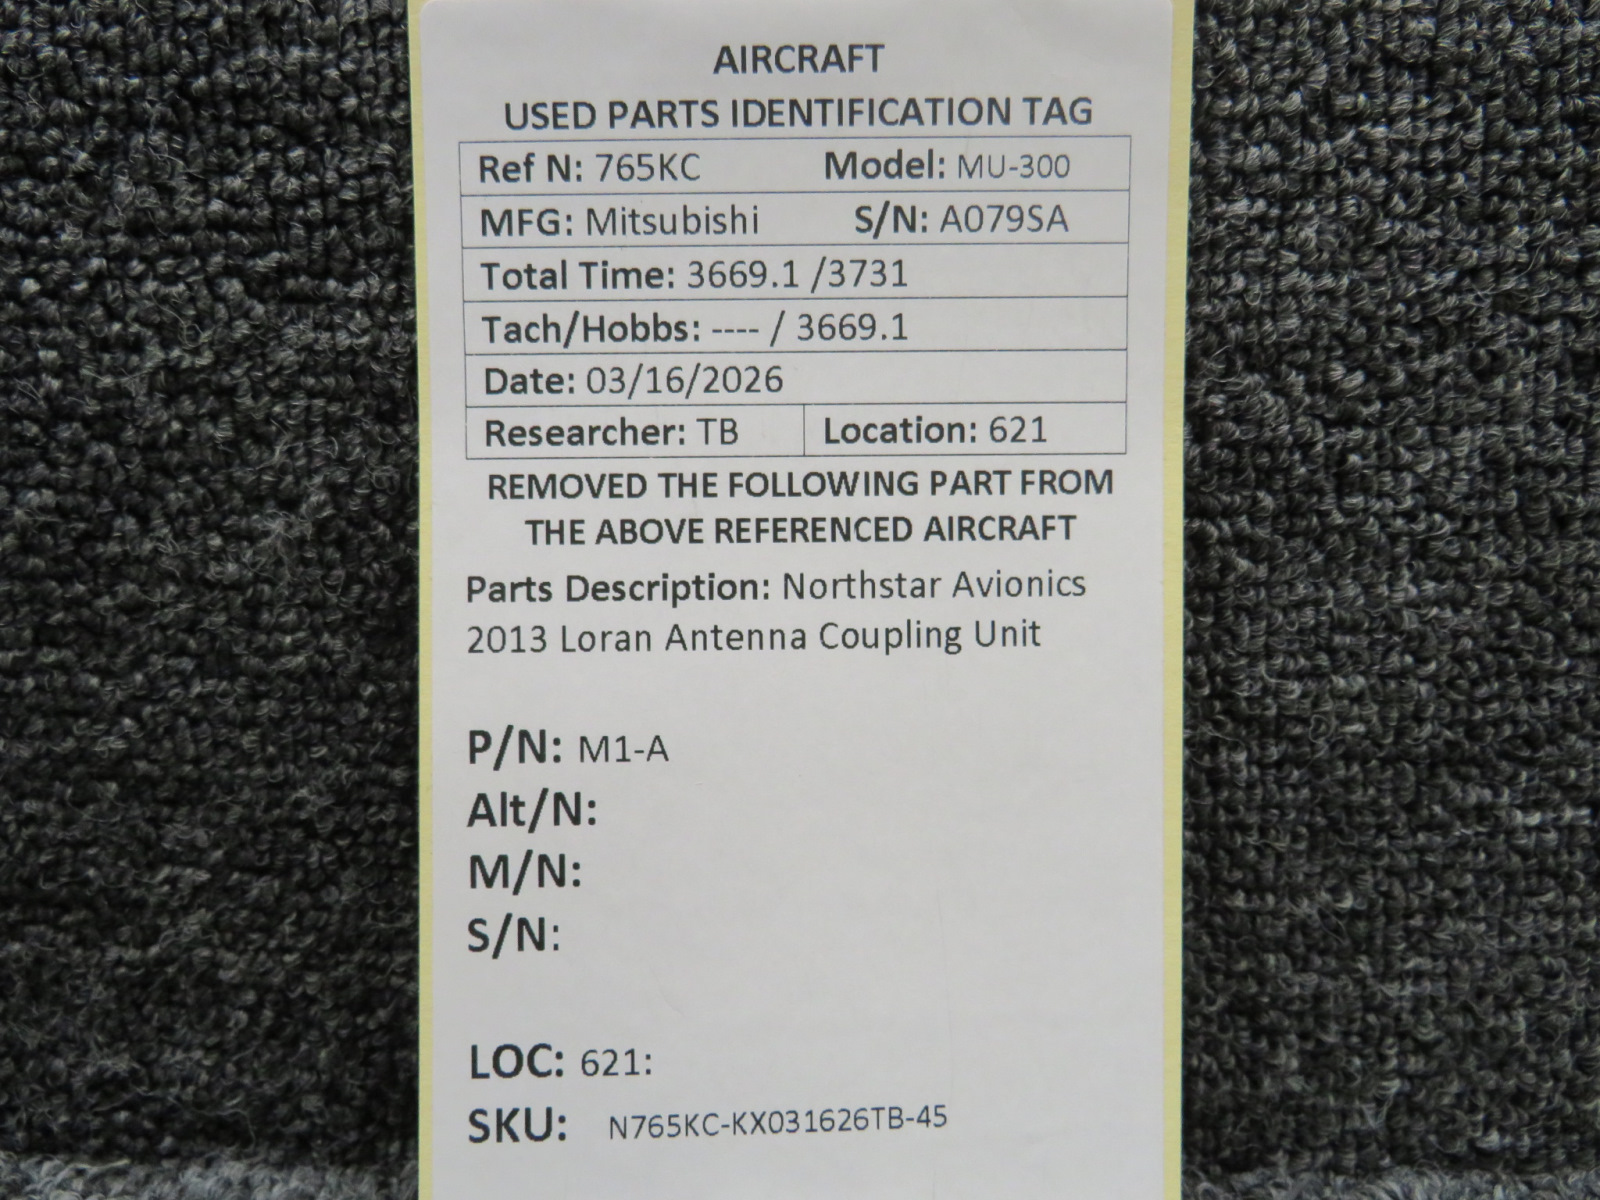 AIRCRAFT
USED PARTS IDENTIFICATION TAG
Ref N: 765KC Model: MU-300
MFG: Mitsubishi S/N: A079SA
Total Time: 3669.1 /3731
Tach/Hobbs: ---- / 3669.1
Date: 03/16/2026
Researcher: TB Location: 621
REMOVED THE FOLLOWING PART FROM
THE ABOVE REFERENCED AIRCRAFT
Parts Description: Northstar Avionics
2013 Loran Antenna Coupling Unit
P/N: M1-A
Alt/N:
M/N:
S/N:
LOC: 621:
SKU: N765KC-KX031626TB-45